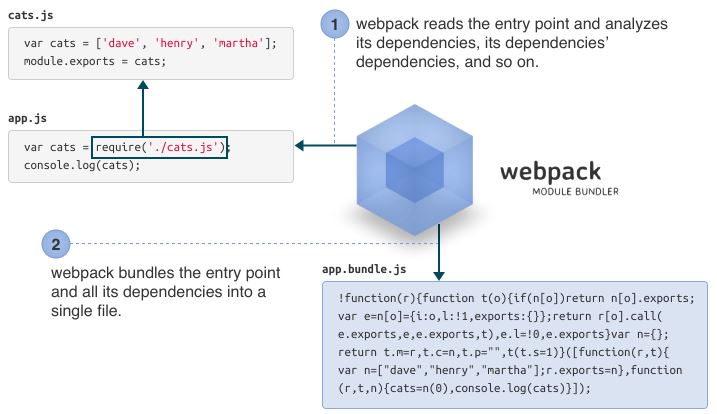 cats.js
var cats = ['dave', 'henry', 'martha'];
module.exports = cats;
app.js
var cats = require('./cats.js');
console.log(cats);
1
webpack reads the entry point and analyzes
its dependencies, its dependencies’
dependencies, and so on.
webpack
MODULE BUNDLER
2
webpack bundles the entry point
and all its dependencies into a
single file.
app.bundle.js
!function(r){function t(o){if(n[o])return n[o].exports;
var e=n[o]={i:o,l:!1,exports:{}};return r[o].call(
e.exports,e,e.exports,t),e.l=!0,e.exports}var n={};
return t.m=r,t.c=n,t.p="",t(t.s=1)}([function(r,t){
var n=["dave","henry","martha"];r.exports=n},function
(r,t,n){cats=n(0),console.log(cats)}]);